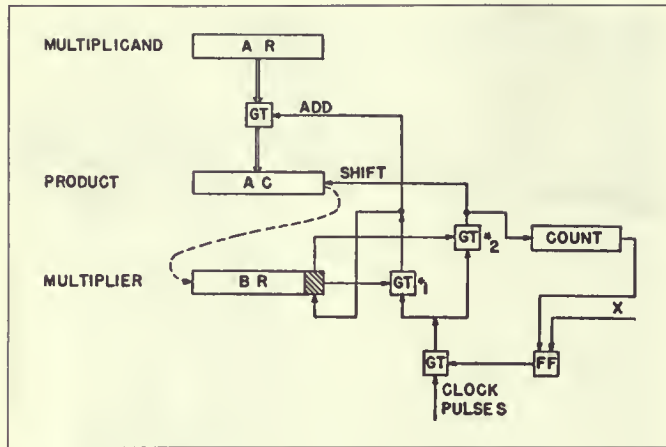 MULTIPLICAND
A R
GT
ADD
PRODUCT
A C
SHIFT
GT #2
COUNT
MULTIPLIER
B R
GT #1
X
GT
FF
CLOCK
PULSES